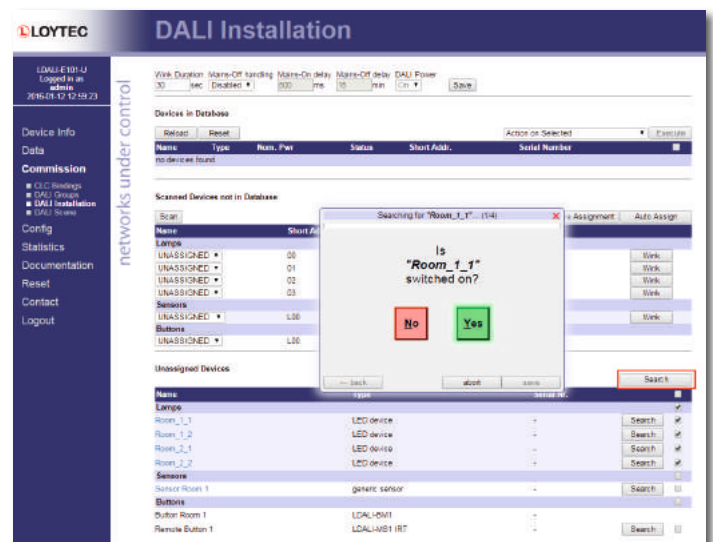 LOYTEC
DALI Installation
LDALI-E101-U
Logged in as
admin
2016-01-12 12:59:23
Device Info
Data
Commission
CLC Bindings
DALI Groups
DALI Installation
DALI Scene
Config
Statistics
Documentation
Reset
Contact
Logout
networks under control
Wink Duration Mains-Off handling Mains-On delay Mains-Off delay DALI Power
30 sec Disabled 600 ms min On Save
Devices in Database
Reload Reset Action on Selected Execute
Name Type Nom. Pwr Status Short Addr. Serial Number
no devices found
Scanned Devices not in Database
Scan Assignment Auto Assign
Name Short
Lamps
UNASSIGNED 00 Wink
UNASSIGNED 01 Wink
UNASSIGNED 02 Wink
UNASSIGNED 03 Wink
Sensors
UNASSIGNED L00 Wink
Buttons
UNASSIGNED L00
Searching for "Room_1_1"... (1/4) X
Is
"Room_1_1"
switched on?
No Yes
← back abort save
Unassigned Devices
Search
Name Type Serial Nr.
Lamps
Room_1_1 LED device - Search
Room_1_2 LED device - Search
Room_2_1 LED device - Search
Room_2_2 LED device - Search
Sensors
Sensor Room 1 generic sensor - Search
Buttons
Button Room 1 LDALI-BM1 -
Remote Button 1 LDALI-MS1 IRT - Search